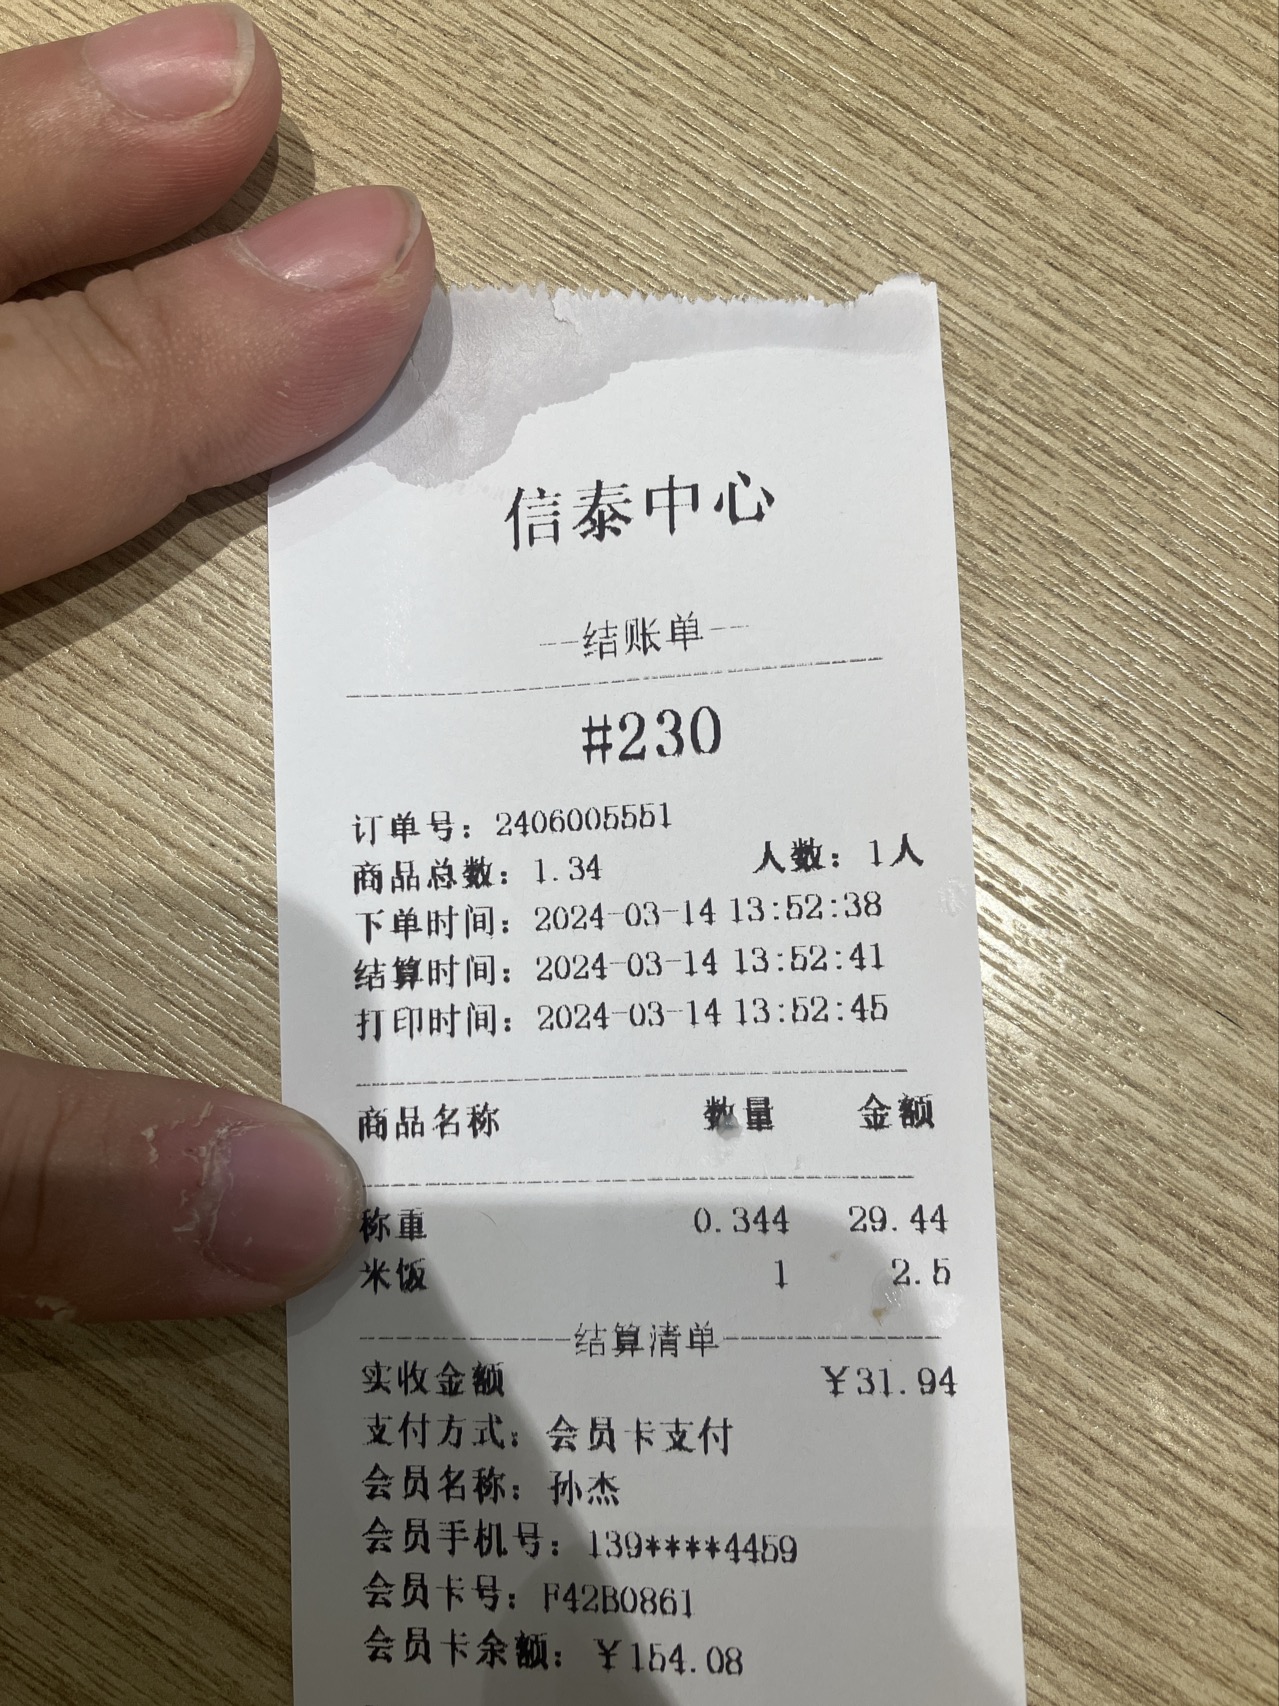 信泰中心
—结账单—
#230
订单号：2406005551
商品总数：1.34 人数：1人
下单时间：2024-03-14 13:52:38
结算时间：2024-03-14 13:52:41
打印时间：2024-03-14 13:52:45
商品名称 数量 金额
称重 0.344 29.44
米饭 1 2.5
结算清单
实收金额 ¥31.94
支付方式：会员卡支付
会员名称：孙杰
会员手机号：139****4459
会员卡号：F42B0861
会员卡余额：¥154.08